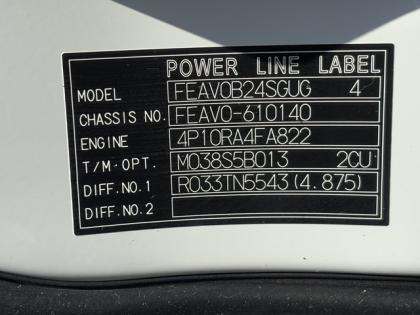 POWER LINE LABEL
MODEL FEAV0B24SGUG 4
CHASSIS NO. FEAV0-610140
ENGINE 4P10RA4FA822
T/M·OPT. M038S5B013 2CU
DIFF.NO.1 R033TN5543(4.875)
DIFF.NO.2